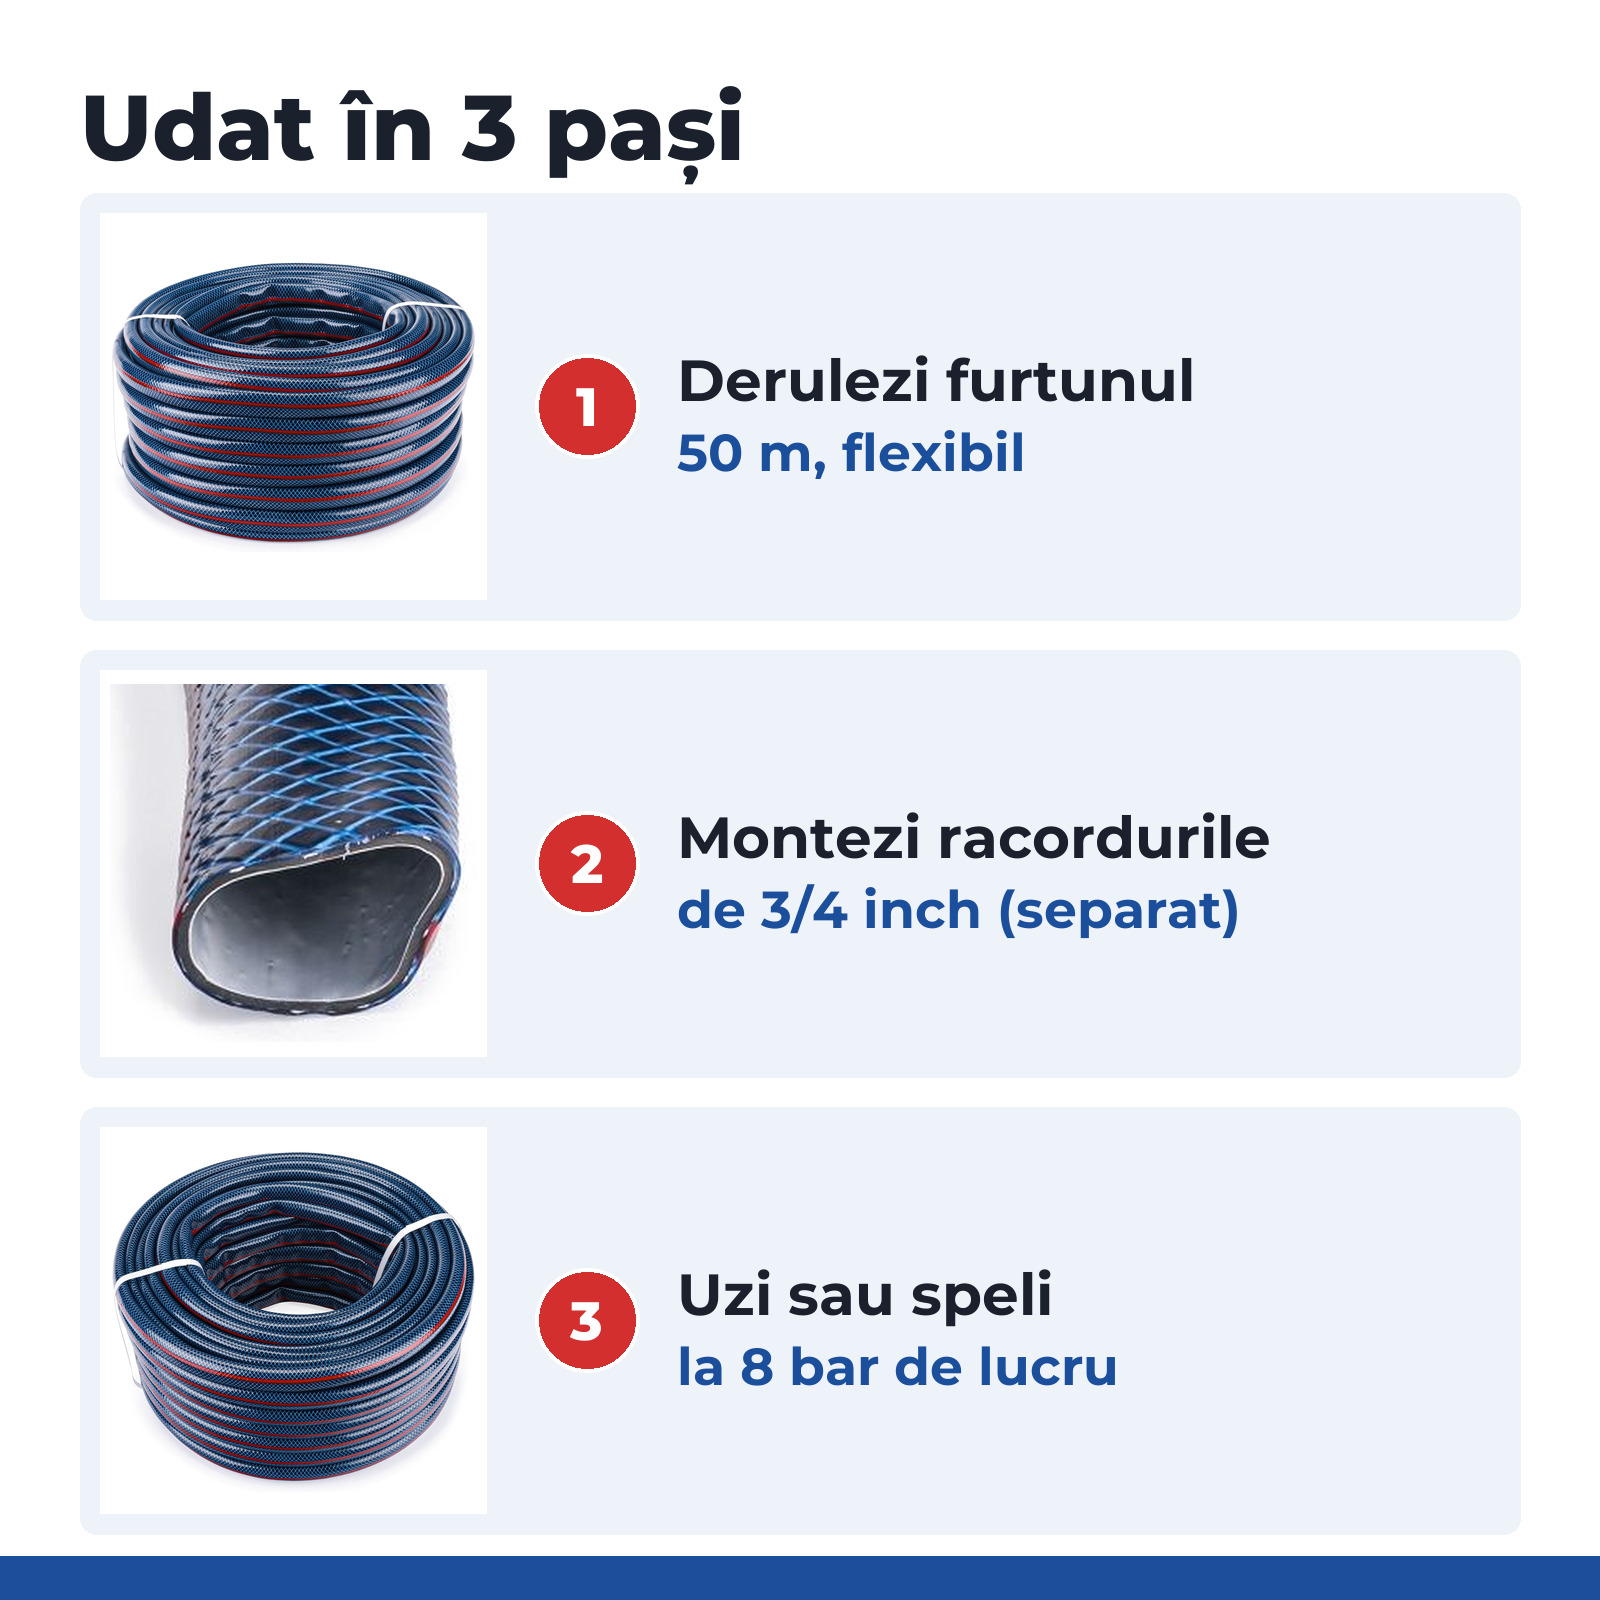 Udat în 3 pași
1
Derulezi furtunul
50 m, flexibil
2
Montezi racordurile
de 3/4 inch (separat)
3
Uzi sau speli
la 8 bar de lucru